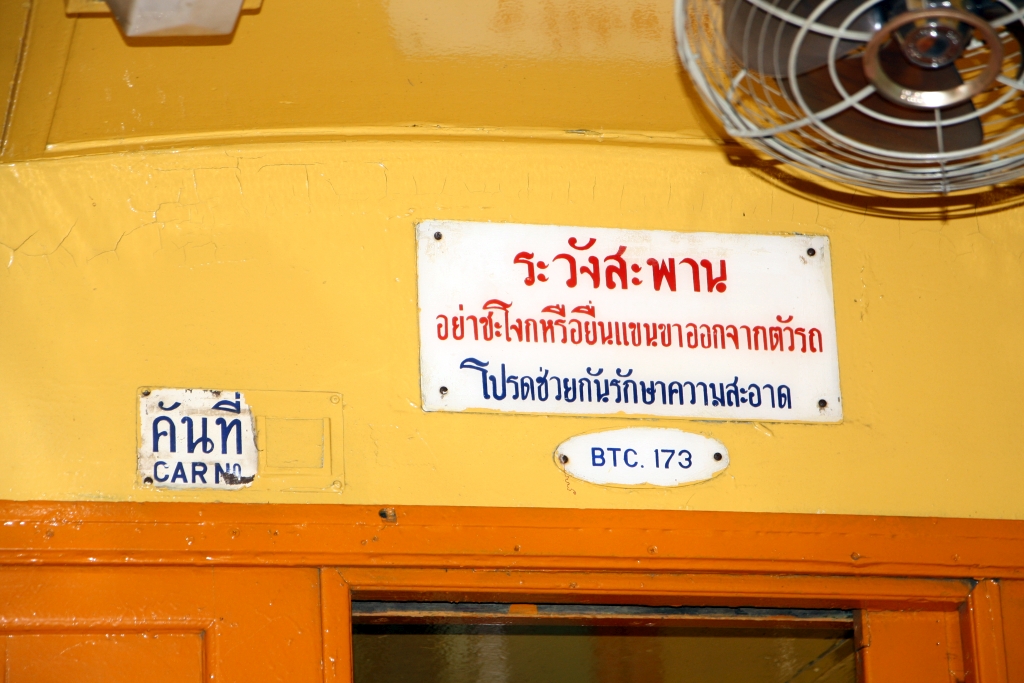 ระวังสะพาน
อย่าชะโงกหรือยื่นแขนขาออกจากตัวรถ
โปรดช่วยกันรักษาความสะอาด
คันที่
CAR No.
BTC. 173